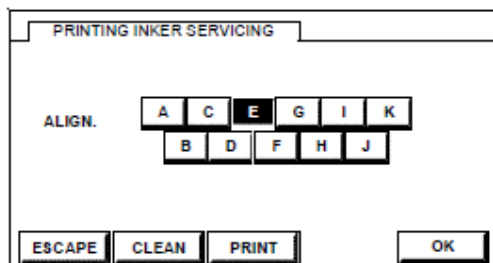 PRINTING INKER SERVICING
ALIGN.
A C E G I K
B D F H J
ESCAPE CLEAN PRINT OK